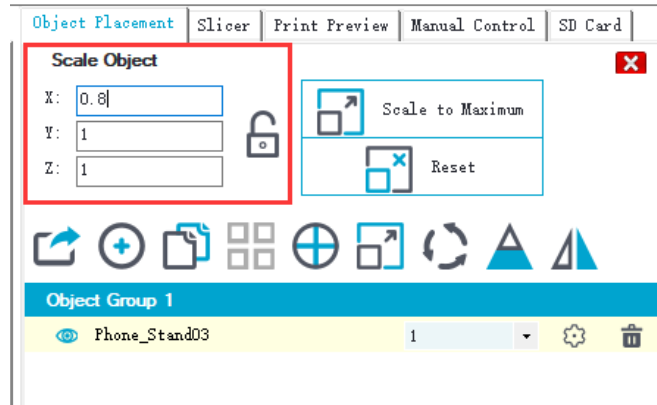 Object Placement Slicer Print Preview Manual Control SD Card
Scale Object
X: 0.8
Y: 1
Z: 1
Scale to Maximum
Reset
Object Group 1
Phone_Stand03 1